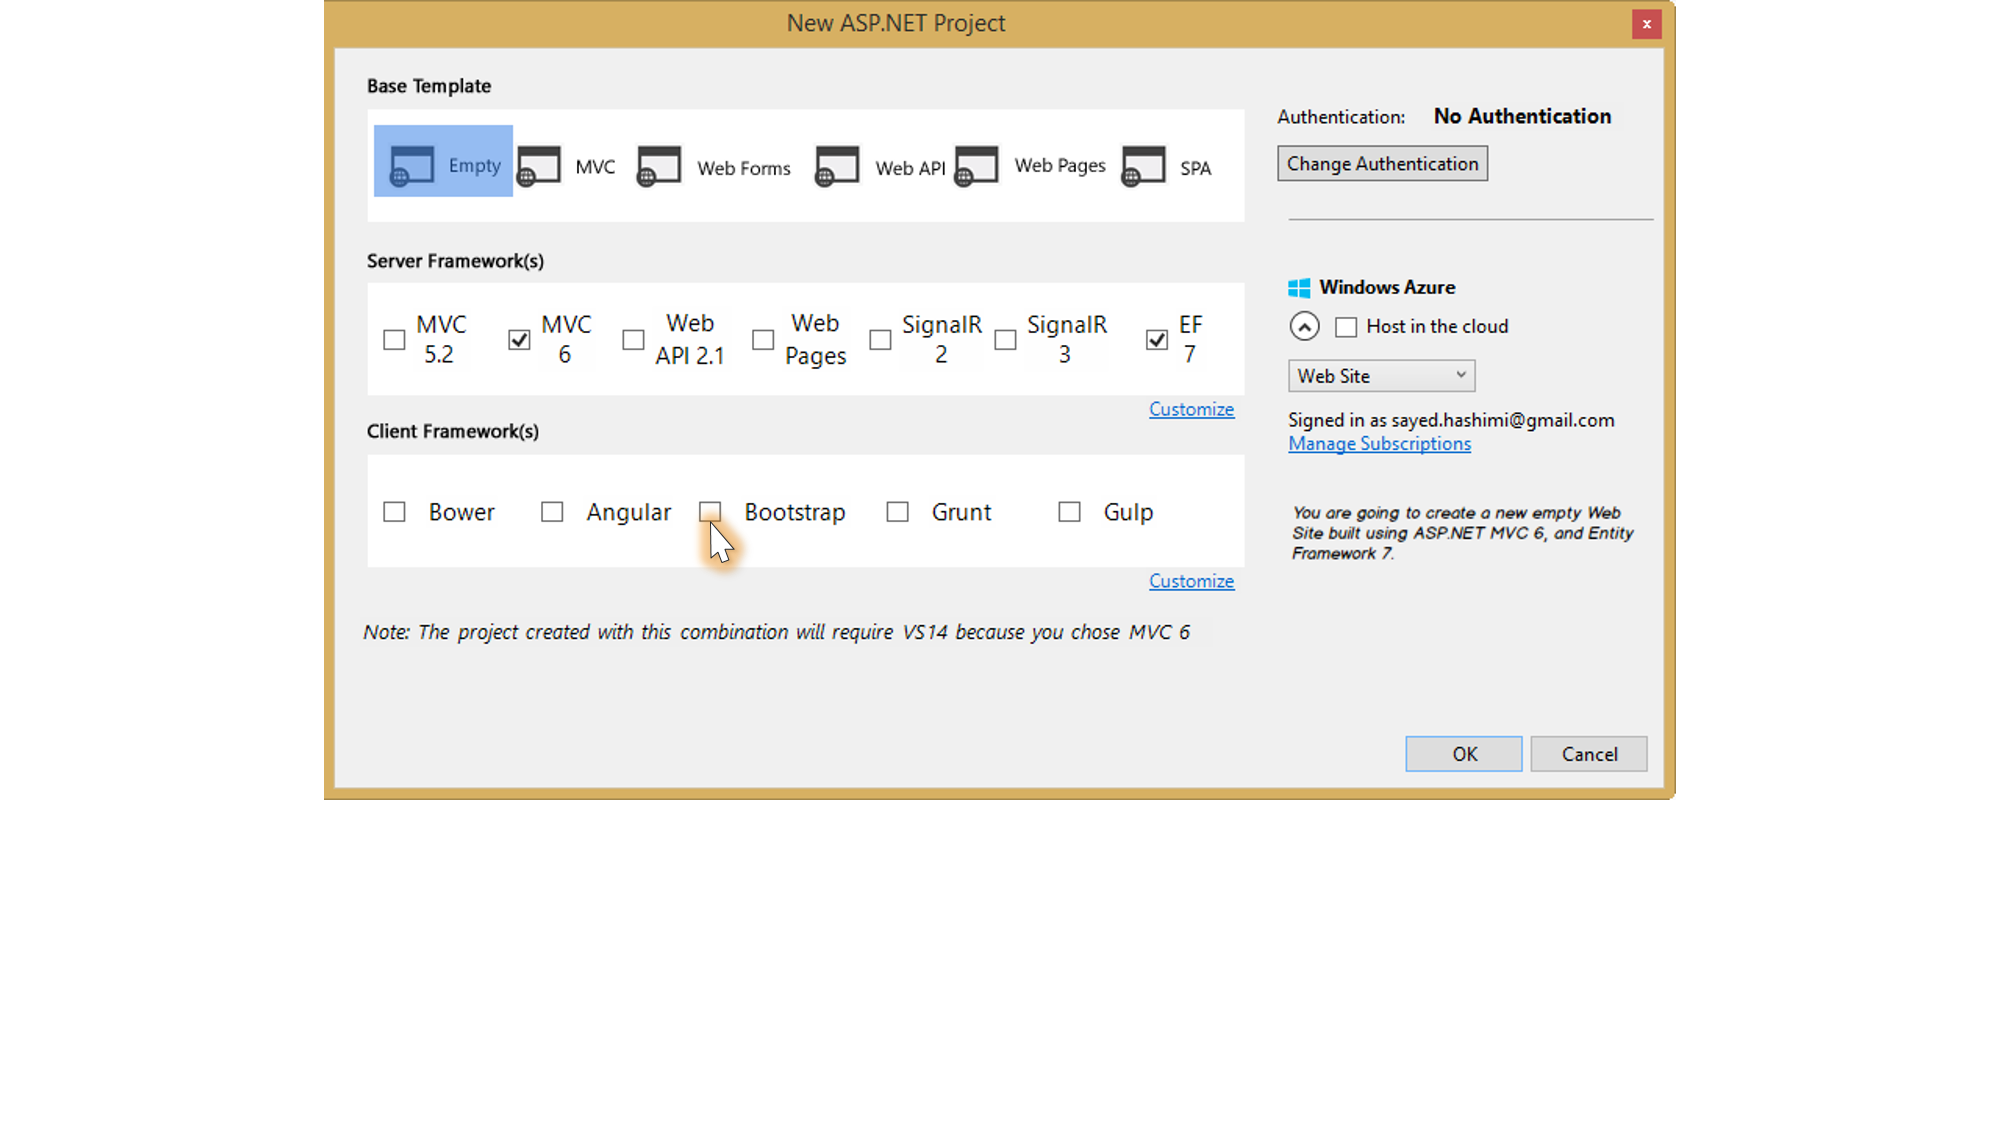 New ASP.NET Project
x
Base Template
Empty
MVC
Web Forms
Web API
Web Pages
SPA
Authentication: No Authentication
Change Authentication
Server Framework(s)
MVC
5.2
MVC
6
Web
API 2.1
Web
Pages
SignalR
2
SignalR
3
EF
7
Customize
Client Framework(s)
Bower
Angular
Bootstrap
Grunt
Gulp
Customize
Note: The project created with this combination will require VS14 because you chose MVC 6
Windows Azure
Host in the cloud
Web Site
Signed in as sayed.hashimi@gmail.com
Manage Subscriptions
You are going to create a new empty Web
Site built using ASP.NET MVC 6, and Entity
Framework 7.
OK
Cancel